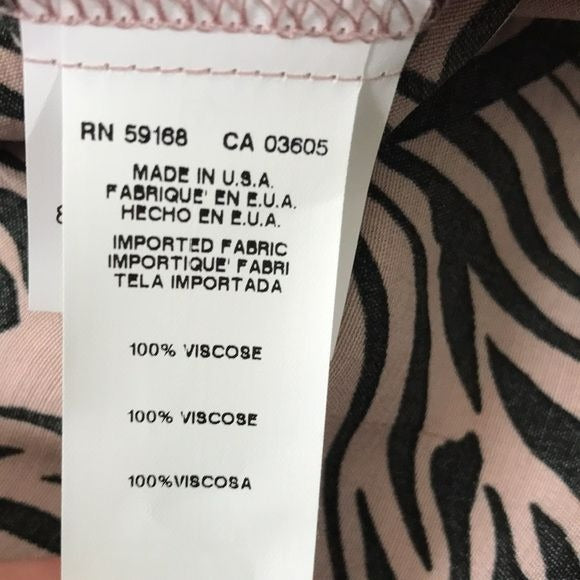 RN 59168 CA 03605
MADE IN U.S.A.
FABRIQUE' EN E.U.A.
HECHO EN E.U.A.
IMPORTED FABRIC
IMPORTIQUE' FABRI
TELA IMPORTADA
100% VISCOSE
100% VISCOSE
100%VISCOSA